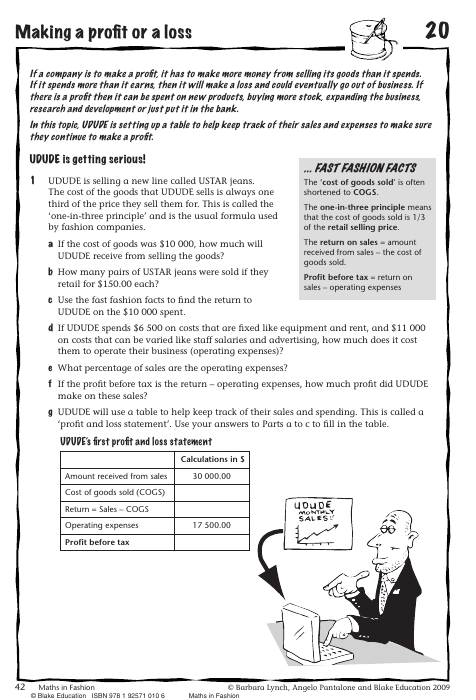 Making a profit or a loss
20
If a company is to make a profit, it has to make more money from selling its goods than it spends.
If it spends more than it earns, then it will make a loss and could eventually go out of business. If
there is a profit then it can be spent on new products, buying more stock, expanding the business,
research and development or just put it in the bank.
In this topic, UDUDE is setting up a table to help keep track of their sales and expenses to make sure
they continue to make a profit.
UDUDE is getting serious!
1 UDUDE is selling a new line called USTAR jeans.
The cost of the goods that UDUDE sells is always one
third of the price they sell them for. This is called the
‘one-in-three principle’ and is the usual formula used
by fashion companies.
a If the cost of goods was $10 000, how much will
UDUDE receive from selling the goods?
b How many pairs of USTAR jeans were sold if they
retail for $150.00 each?
c Use the fast fashion facts to find the return to
UDUDE on the $10 000 spent.
... FAST FASHION FACTS
The ‘cost of goods sold’ is often
shortened to COGS.
The one-in-three principle means
that the cost of goods sold is 1/3
of the retail selling price.
The return on sales = amount
received from sales – the cost of
goods sold.
Profit before tax = return on
sales – operating expenses
d If UDUDE spends $6 500 on costs that are fixed like equipment and rent, and $11 000
on costs that can be varied like staff salaries and advertising, how much does it cost
them to operate their business (operating expenses)?
e What percentage of sales are the operating expenses?
f If the profit before tax is the return – operating expenses, how much profit did UDUDE
make on these sales?
g UDUDE will use a table to help keep track of their sales and spending. This is called a
‘profit and loss statement’. Use your answers to Parts a to c to fill in the table.
UDUDE’s first profit and loss statement
Calculations in $
Amount received from sales 30 000.00
Cost of goods sold (COGS)
Return = Sales – COGS
Operating expenses 17 500.00
Profit before tax
UDUDE
MONTHLY
SALES!!
42 Maths in Fashion © Barbara Lynch, Angelo Pantalone and Blake Education 2009
© Blake Education ISBN 978 1 92571 010 6 Maths in Fashion